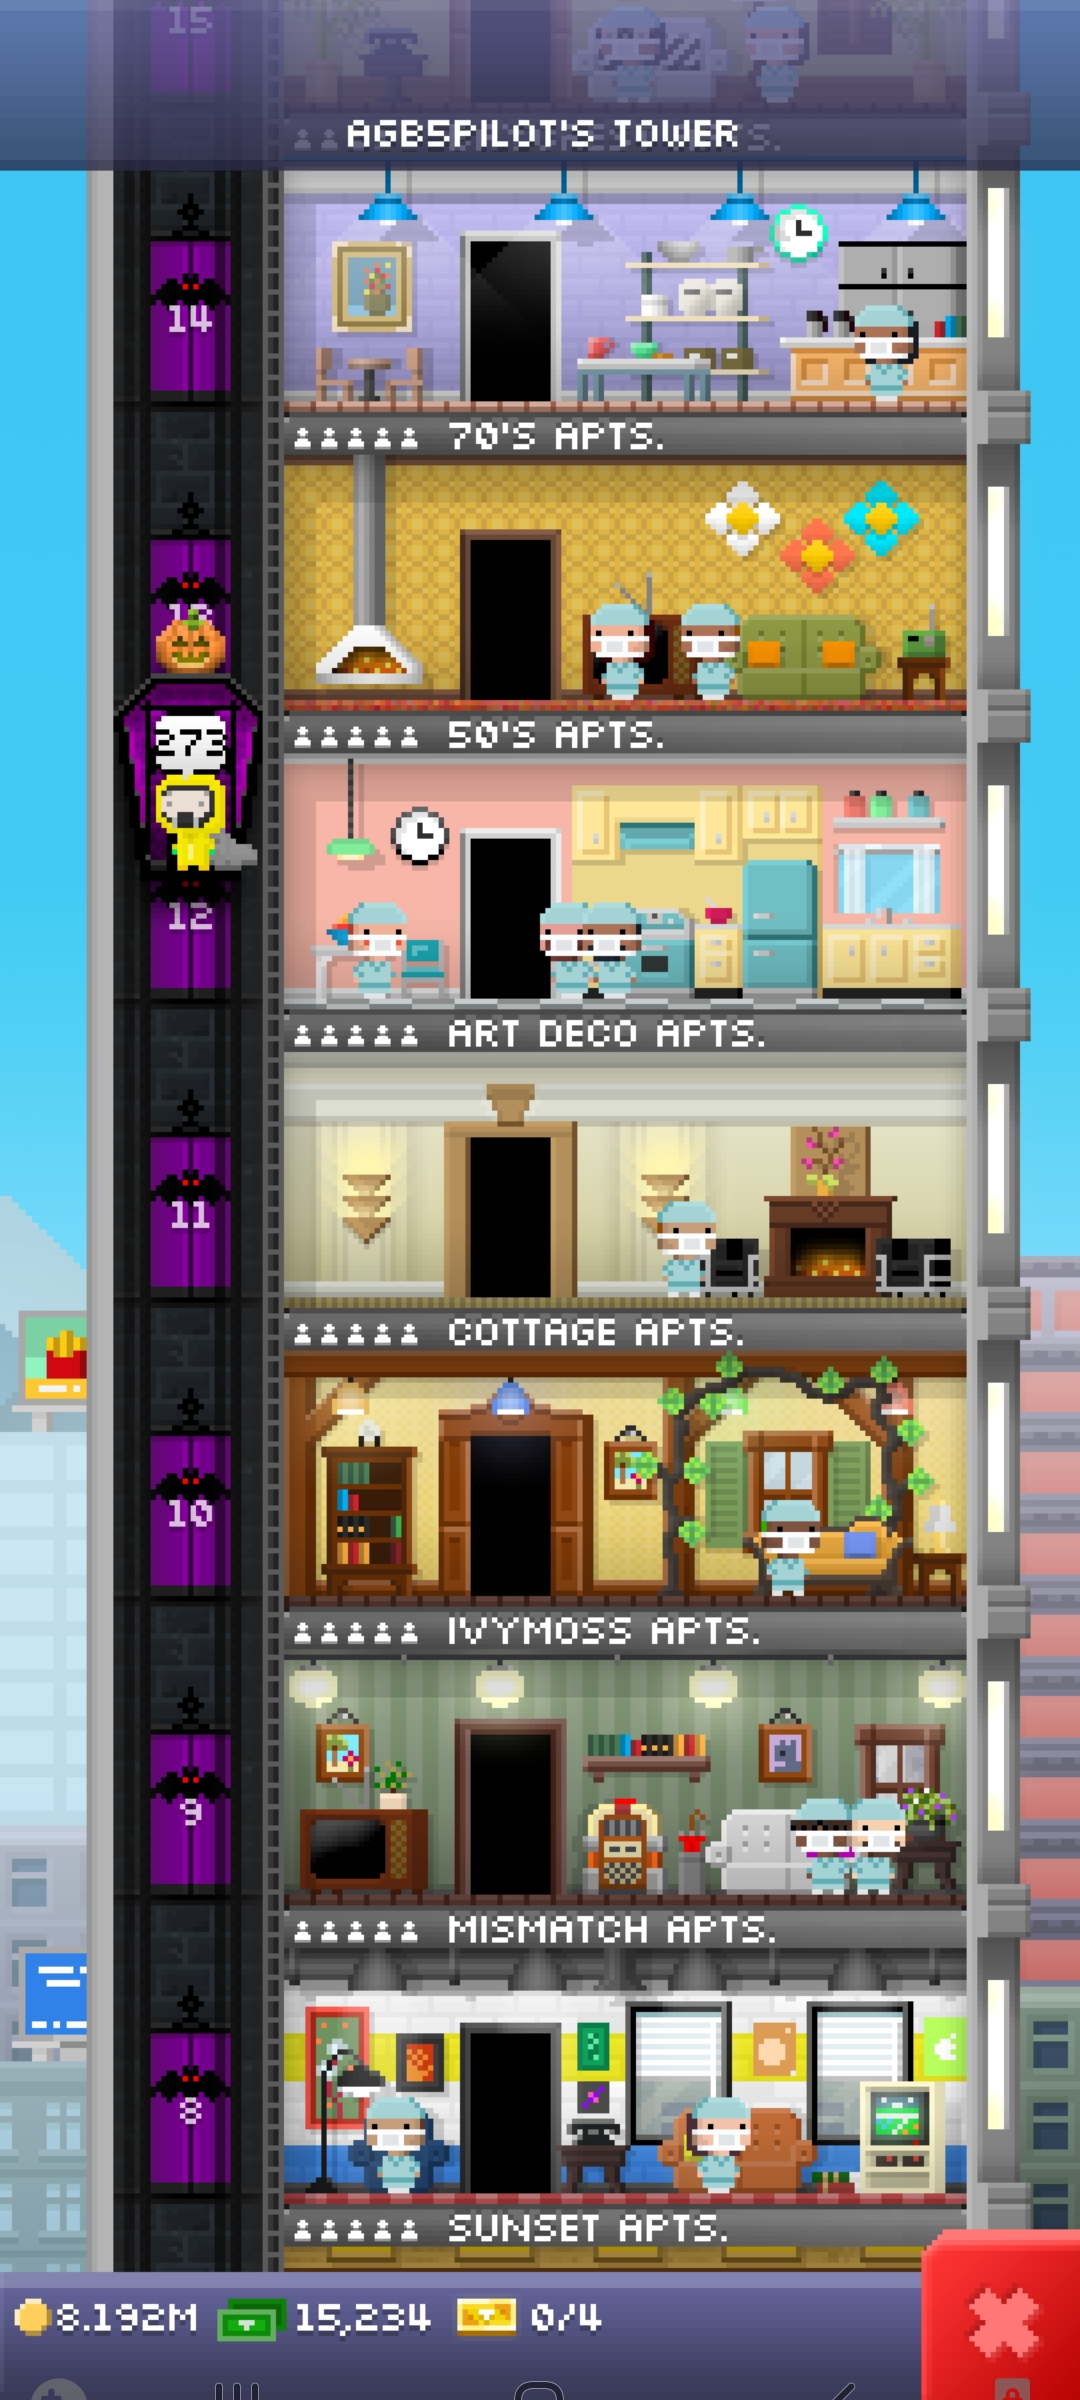 15
AGB5PILOT'S TOWER
14
70'S APTS.
50'S APTS.
273
12
ART DECO APTS.
11
COTTAGE APTS.
10
IVYMOSS APTS.
9
MISMATCH APTS.
8
SUNSET APTS.
8.192M 15,234 0/4